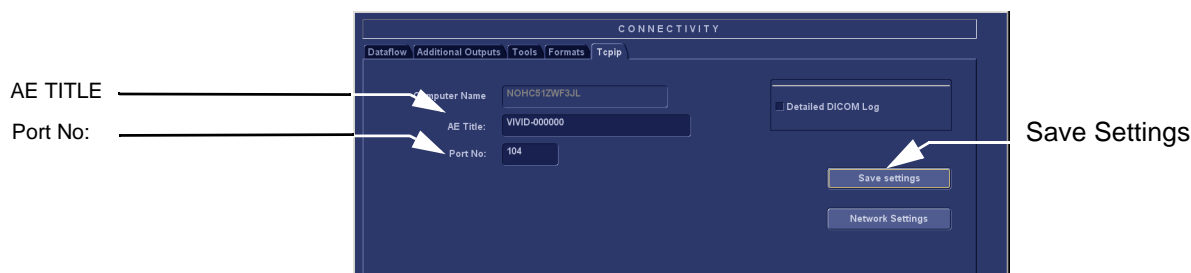 CONNECTIVITY
Dataflow Additional Outputs Tools Formats Tcpip
AE TITLE
Computer Name NOHC51ZWF3JL
Detailed DICOM Log
AE Title: VIVID-000000
Port No:
Save Settings
Port No: 104
Save settings
Network Settings